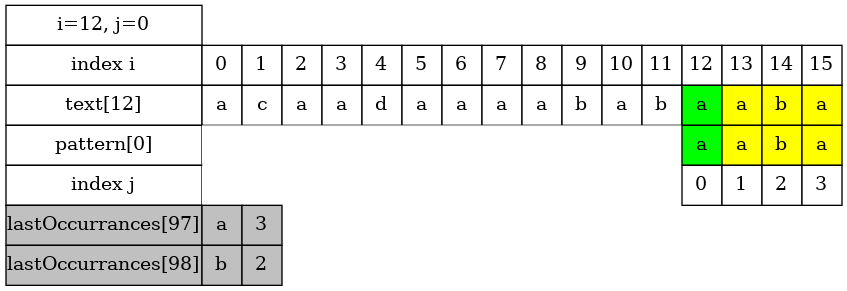 i=12, j=0
index i 0 1 2 3 4 5 6 7 8 9 10 11 12 13 14 15
text[12] a c a a d a a a a b a b a a b a
pattern[0] a a b a
index j 0 1 2 3
lastOccurrances[97] a 3
lastOccurrances[98] b 2